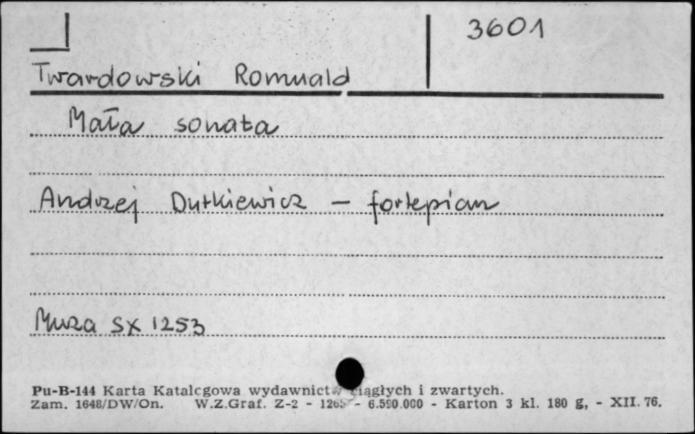 3601
Twardowski Romuald
Mała sonata
Andrzej Dutkiewicz — fortepian
Muza SX 1253
Pu-B-144 Karta Katalogowa wydawnictw ciągłych i zwartych.
Zam. 1648/DW/On. W.Z.Graf. Z-2 - - 6.590.000 - Karton 3 kl. 180 g, - XII. 76.